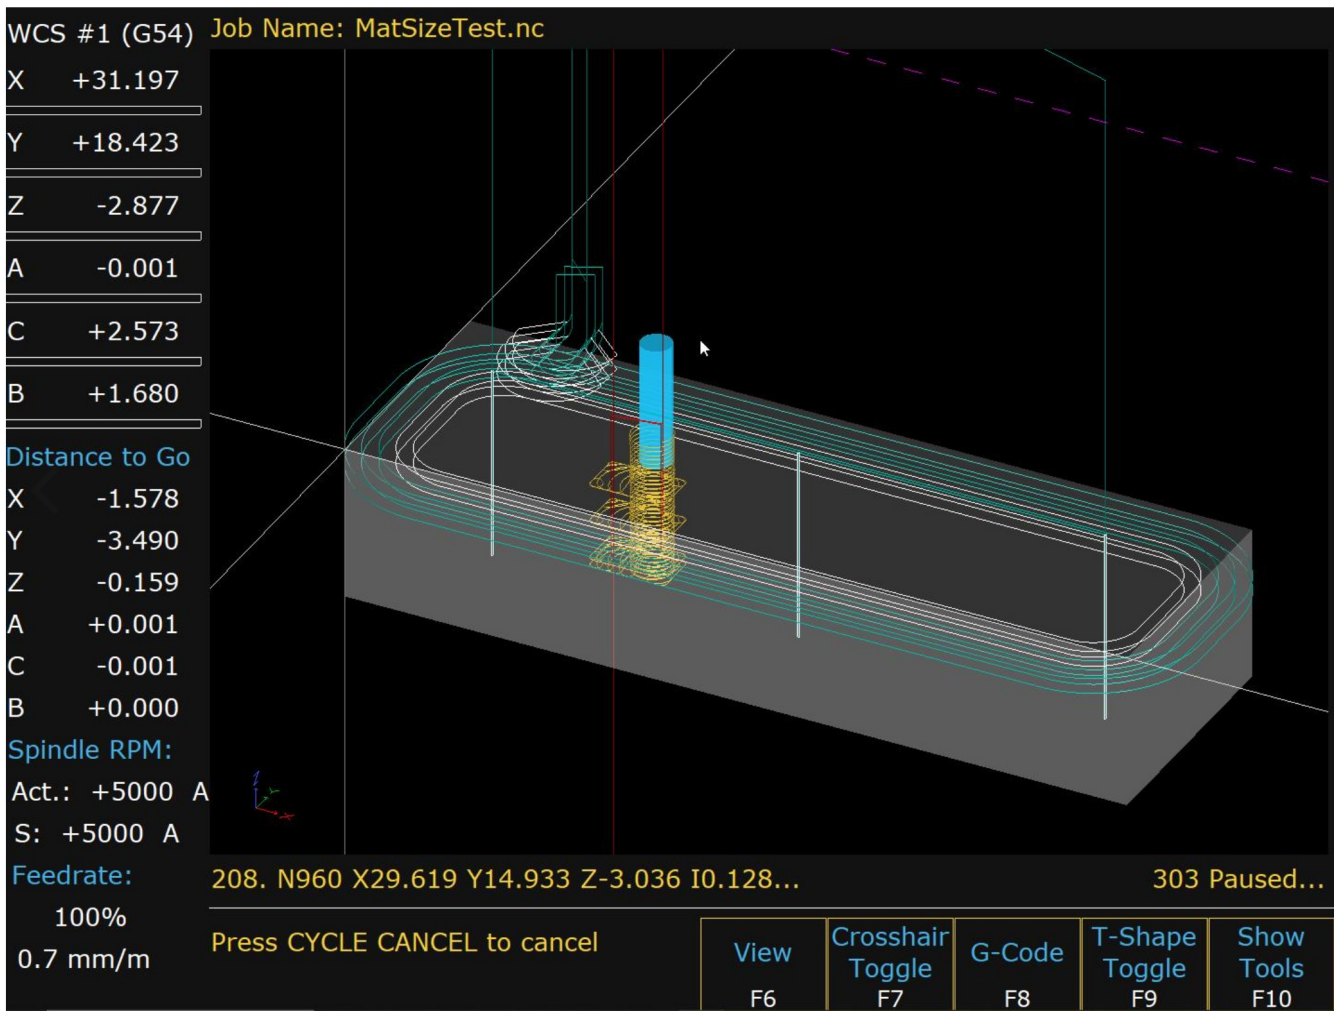 WCS #1 (G54)
Job Name: MatSizeTest.nc
X +31.197
Y +18.423
Z -2.877
A -0.001
C +2.573
B +1.680
Distance to Go
X -1.578
Y -3.490
Z -0.159
A +0.001
C -0.001
B +0.000
Spindle RPM:
Act.: +5000 A
S: +5000 A
Feedrate:
100%
0.7 mm/m
208. N960 X29.619 Y14.933 Z-3.036 I0.128...
303 Paused...
Press CYCLE CANCEL to cancel
View
F6
Crosshair
Toggle
F7
G-Code
F8
T-Shape
Toggle
F9
Show
Tools
F10